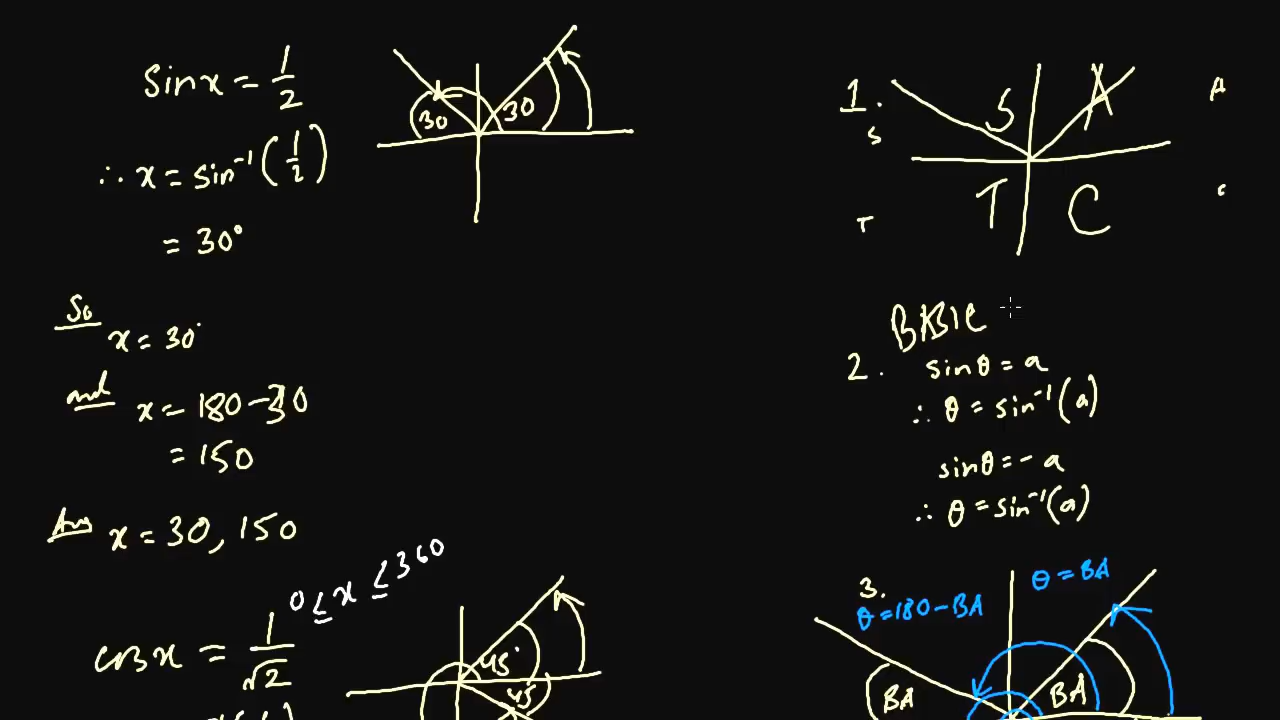 sin x = 1/2
∴ x = sin⁻¹(1/2)
= 30°
So
x = 30°
and
x = 180 - 30
= 150
Ans x = 30, 150
0 ≤ x ≤ 360
cos x = 1/√2
30 30
45° 45
1.
S A
T C
S A
T C
BASIC
2. sin θ = a
∴ θ = sin⁻¹(a)
sin θ = - a
∴ θ = sin⁻¹(a)
3.
θ = 180 - BA
θ = BA
BA BA